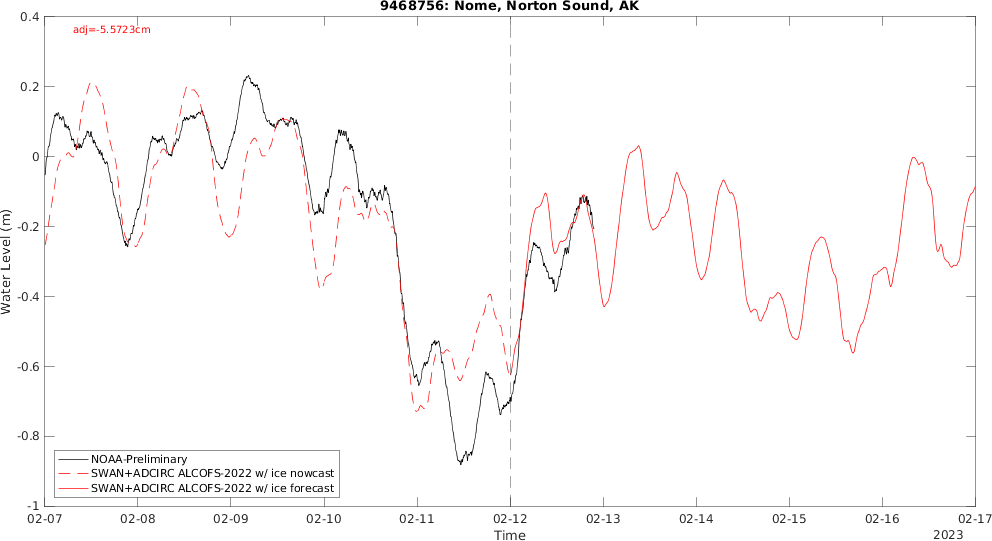 9468756: Nome, Norton Sound, AK
adj=-5.5723cm
0.4
0.2
0
-0.2
-0.4
-0.6
-0.8
-1
Water Level (m)
NOAA-Preliminary
SWAN+ADCIRC ALCOFS-2022 w/ ice nowcast
SWAN+ADCIRC ALCOFS-2022 w/ ice forecast
02-07 02-08 02-09 02-10 02-11 02-12 02-13 02-14 02-15 02-16 02-17
Time
2023